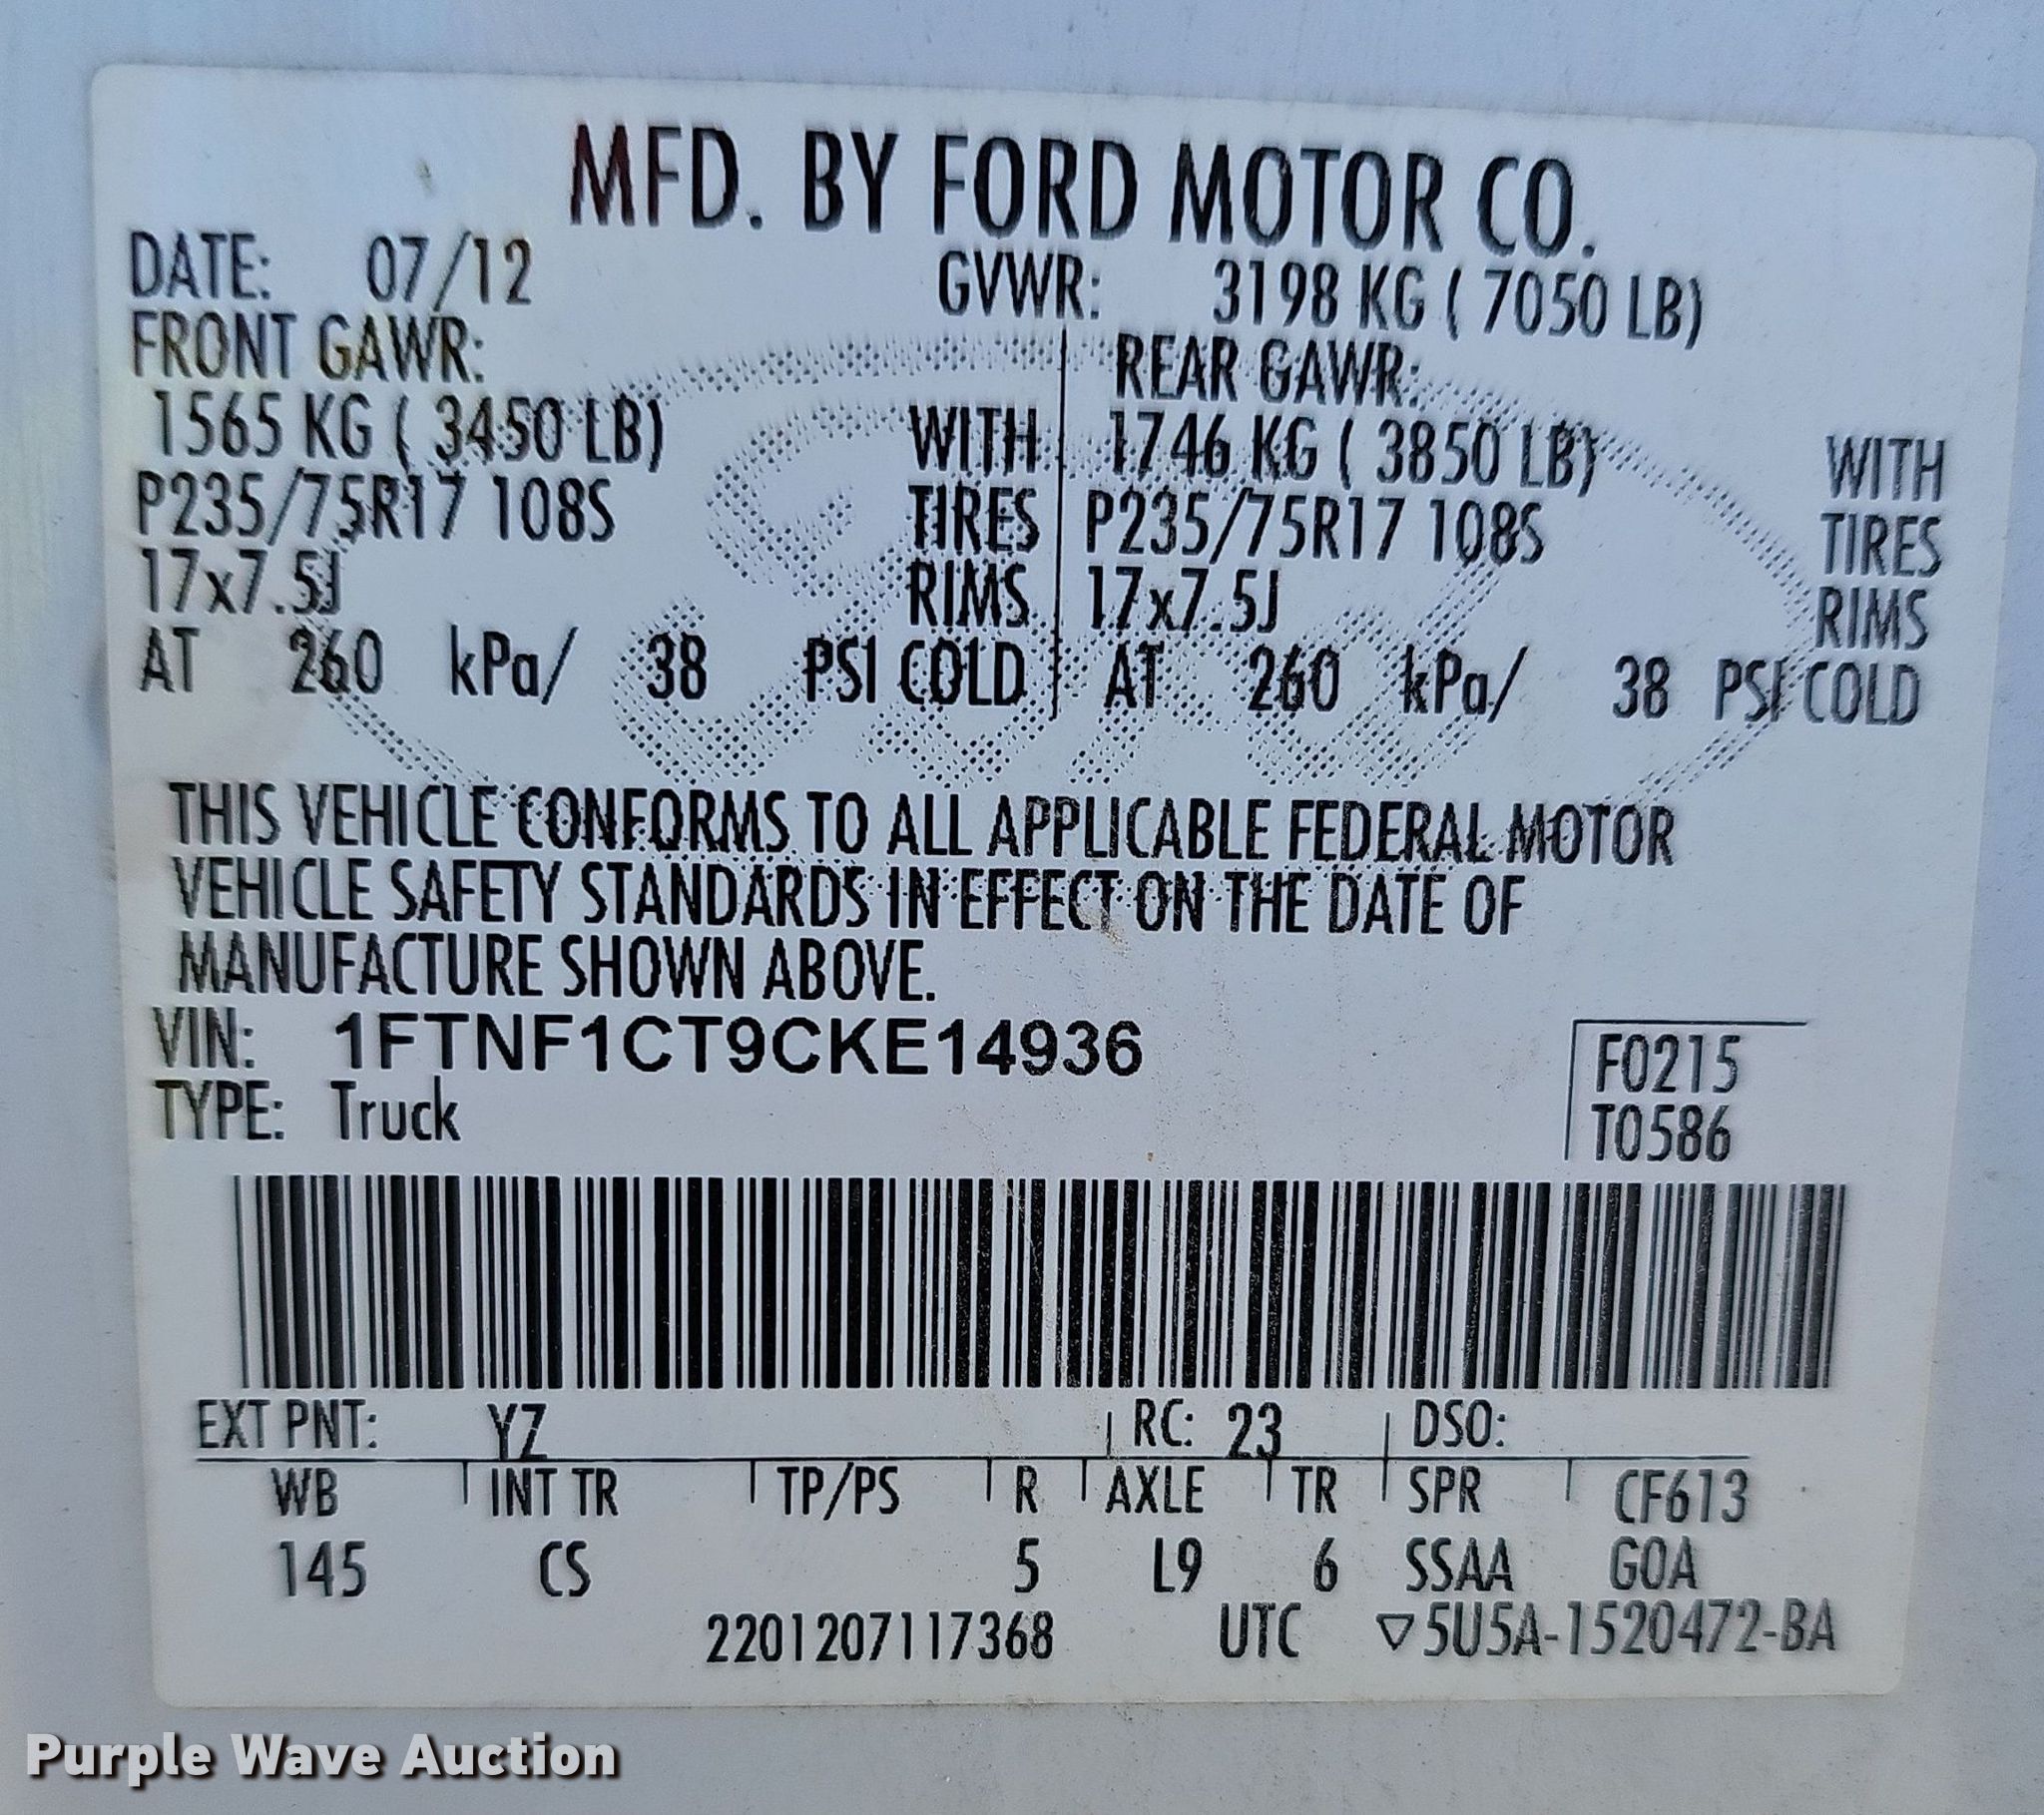 MFD. BY FORD MOTOR CO.
DATE: 07/12 GVWR: 3198 KG ( 7050 LB)
FRONT GAWR: REAR GAWR:
1565 KG ( 3450 LB) WITH 1746 KG ( 3850 LB) WITH
P235/75R17 108S TIRES P235/75R17 108S TIRES
17x7.5J RIMS 17x7.5J RIMS
AT 260 kPa/ 38 PSI COLD AT 260 kPa/ 38 PSI COLD
THIS VEHICLE CONFORMS TO ALL APPLICABLE FEDERAL MOTOR
VEHICLE SAFETY STANDARDS IN EFFECT ON THE DATE OF
MANUFACTURE SHOWN ABOVE.
VIN: 1FTNF1CT9CKE14936 F0215
TYPE: Truck T0586
EXT PNT: YZ RC: 23 DSO:
WB INT TR TP/PS R AXLE TR SPR CF613
145 CS 5 L9 6 SSAA GOA
2201207117368 UTC ▽5U5A-1520472-BA
Purple Wave Auction